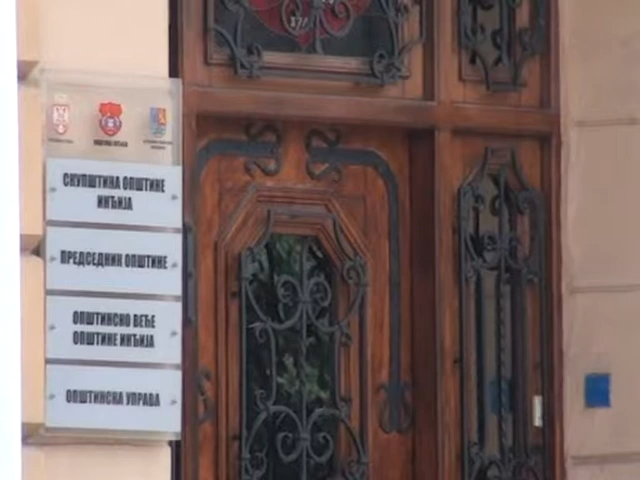 СКУПШТИНА ОПШТИНЕ
ИНЂИЈА
ПРЕДСЕДНИК ОПШТИНЕ
ОПШТИНСКО ВЕЋЕ
ОПШТИНЕ ИНЂИЈА
ОПШТИНСКА УПРАВА